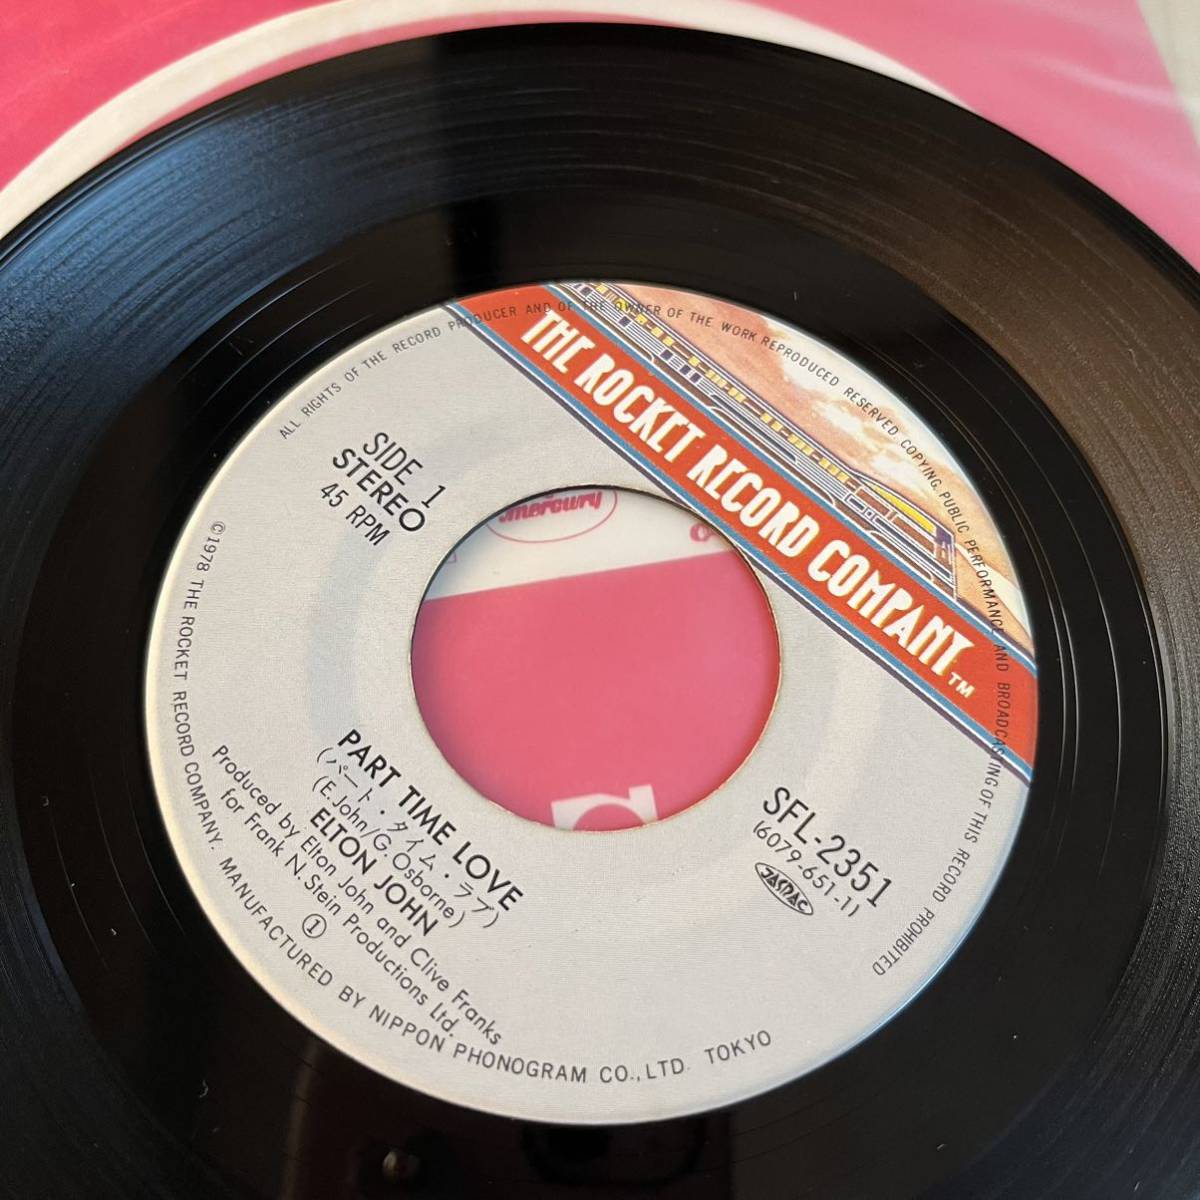 THE ROCKET RECORD COMPANY™
SIDE 1
STEREO
45 RPM
mercury
SFL-2351
(6079-651-1)
JASRAC
PART TIME LOVE
(パート・タイム・ラブ)
(E. John/G. Osborne)
ELTON JOHN
Produced by Elton John and Clive Franks
for Frank N. Stein Productions Ltd.
①
ALL RIGHTS OF THE RECORD PRODUCER AND OF THE OWNER OF THE WORK REPRODUCED RESERVED COPYING, PUBLIC PERFORMANCE AND BROADCASTING OF THIS RECORD PROHIBITED
©1978 THE ROCKET RECORD COMPANY. MANUFACTURED BY NIPPON PHONOGRAM CO., LTD. TOKYO